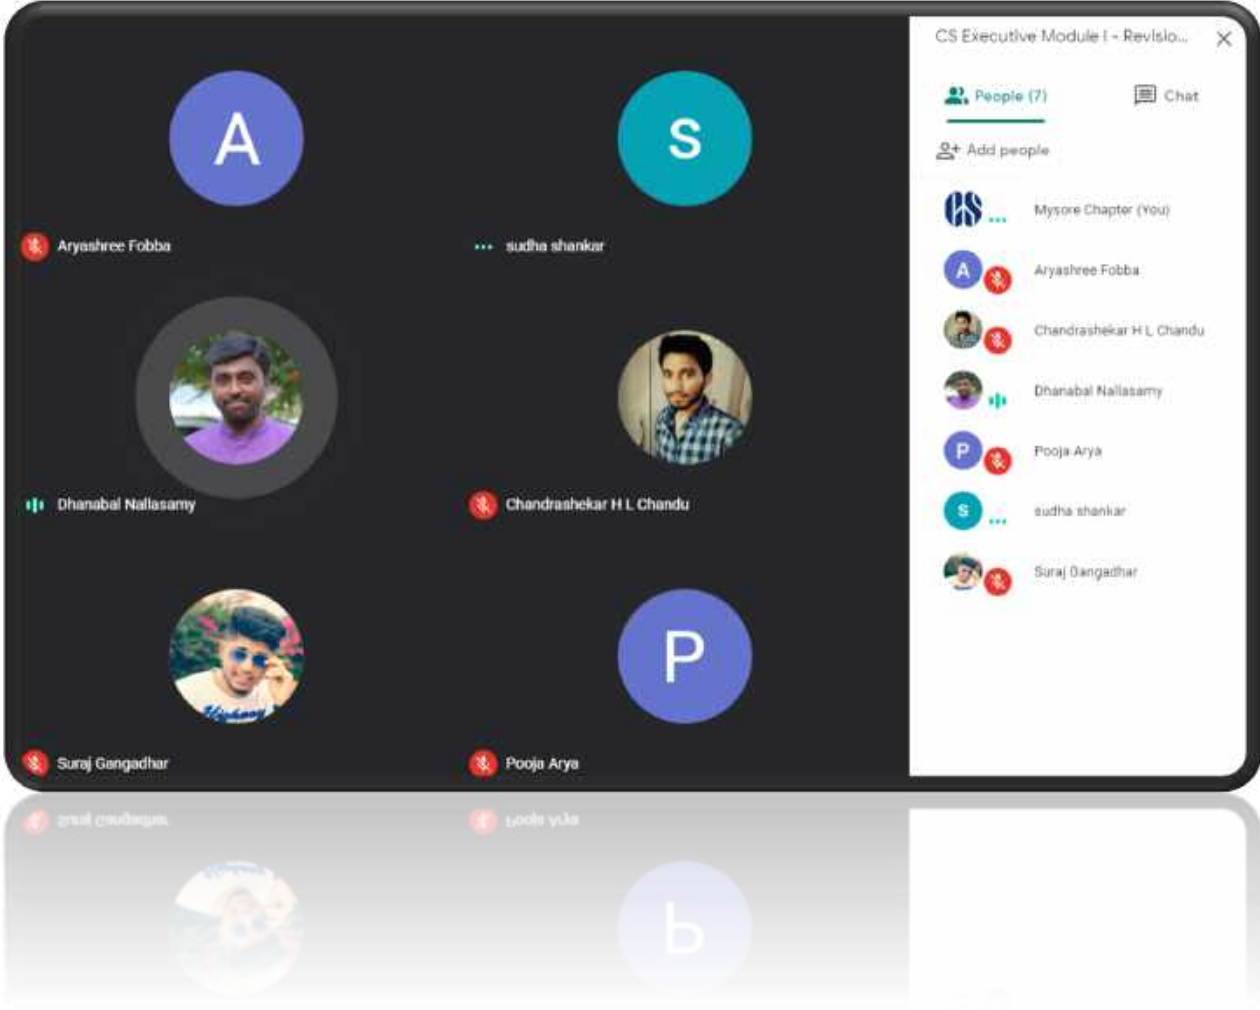 A
S
Aryashree Fobba
sudha shankar
Dhanabal Nallasamy
Chandrashekar H L Chandu
Highway
P
Suraj Gangadhar
Pooja Arya
CS Executive Module I - Revisio...
People (7)
Chat
Add people
Mysore Chapter (You)
A
Aryashree Fobba
Chandrashekar H L Chandu
Dhanabal Nallasamy
P
Pooja Arya
S
sudha shankar
Suraj Gangadhar